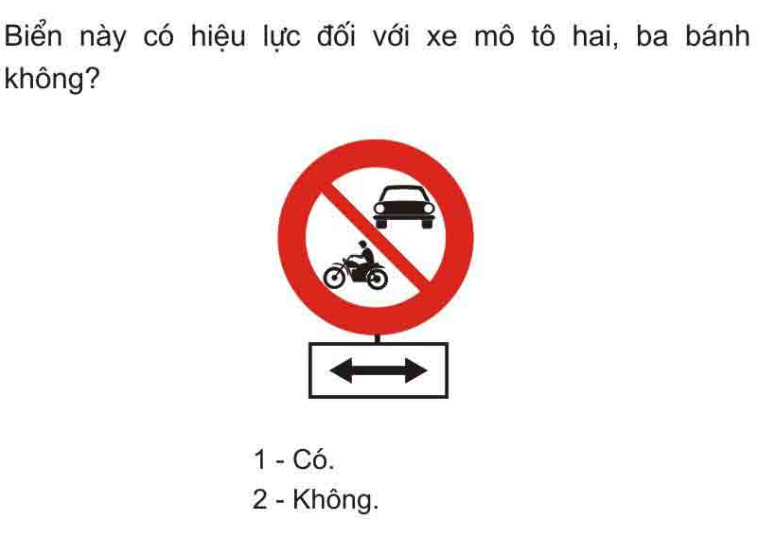 Biển này có hiệu lực đối với xe mô tô hai, ba bánh
không?
1 - Có.
2 - Không.